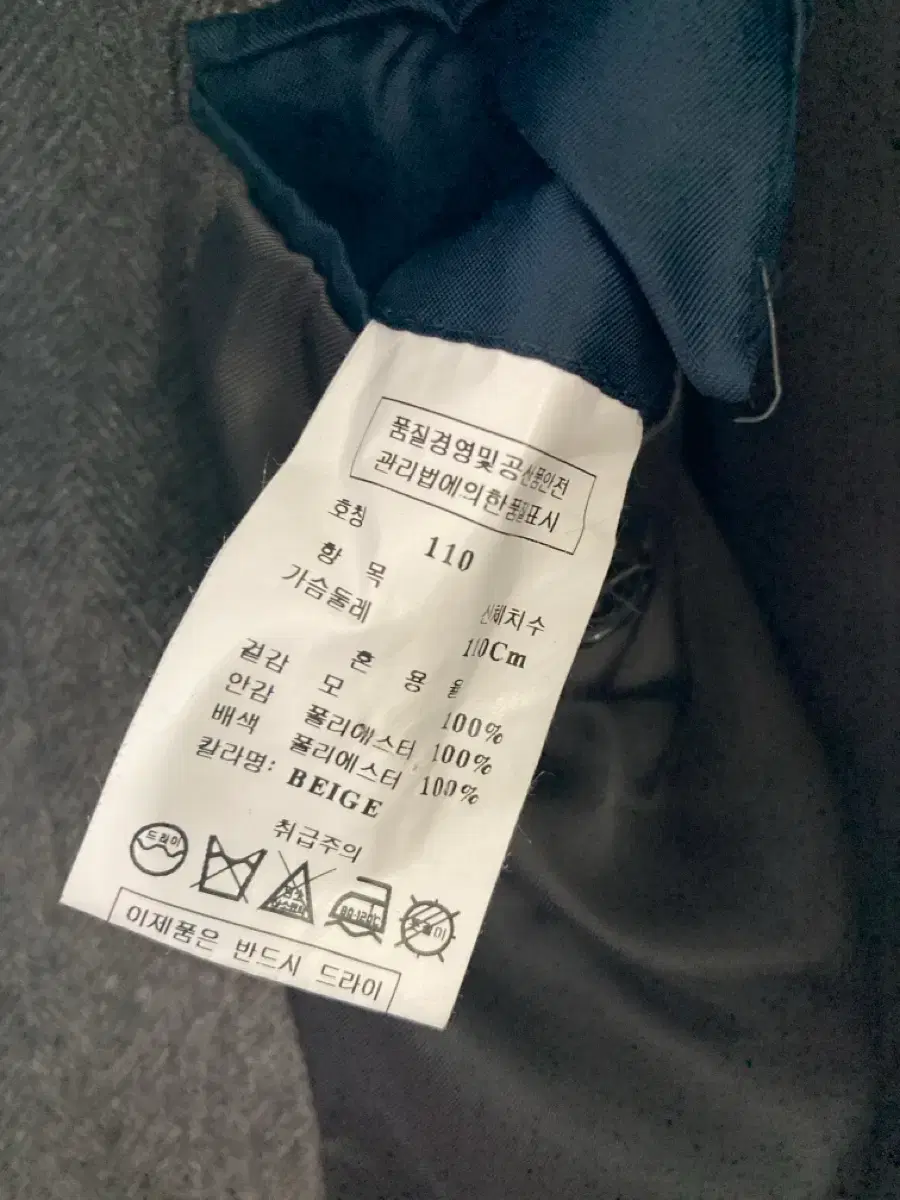 품질경영및공산품안전
관리법에의한품질표시
호칭 110
항 목 신체치수
가슴둘레 110Cm
혼 용 율
겉감 모 100%
안감 폴리에스터 100%
배색 폴리에스터 100%
칼라명: BEIGE
취급주의
드라이
80-120℃
이제품은 반드시 드라이